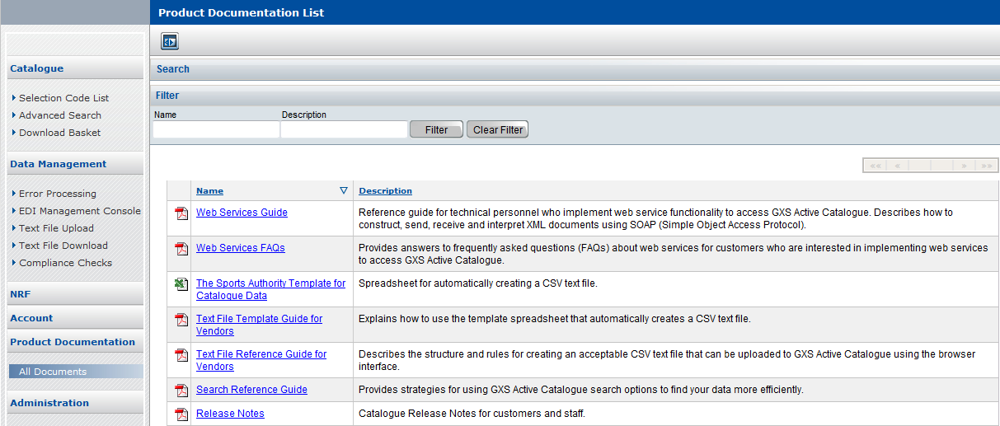 Product Documentation List
Catalogue
Selection Code List
Advanced Search
Download Basket
Data Management
Error Processing
EDI Management Console
Text File Upload
Text File Download
Compliance Checks
NRF
Account
Product Documentation
All Documents
Administration
Search
Filter
Name Description
Filter Clear Filter
«« « » »»
Name Description
Web Services Guide
Reference guide for technical personnel who implement web service functionality to access GXS Active Catalogue. Describes how to
construct, send, receive and interpret XML documents using SOAP (Simple Object Access Protocol).
Web Services FAQs
Provides answers to frequently asked questions (FAQs) about web services for customers who are interested in implementing web services
to access GXS Active Catalogue.
The Sports Authority Template for
Catalogue Data
Spreadsheet for automatically creating a CSV text file.
Text File Template Guide for
Vendors
Explains how to use the template spreadsheet that automatically creates a CSV text file.
Text File Reference Guide for
Vendors
Describes the structure and rules for creating an acceptable CSV text file that can be uploaded to GXS Active Catalogue using the browser
interface.
Search Reference Guide
Provides strategies for using GXS Active Catalogue search options to find your data more efficiently.
Release Notes
Catalogue Release Notes for customers and staff.